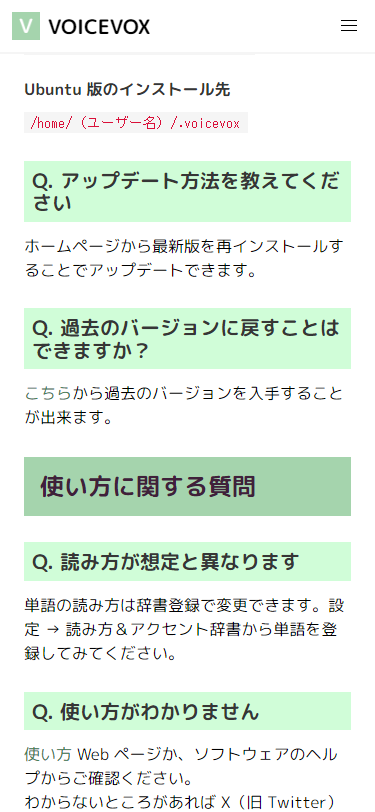 V VOICEVOX
Ubuntu 版のインストール先
/home/（ユーザー名）/.voicevox
Q. アップデート方法を教えてくだ
さい
ホームページから最新版を再インストールす
ることでアップデートできます。
Q. 過去のバージョンに戻すことは
できますか？
こちらから過去のバージョンを入手すること
が出来ます。
使い方に関する質問
Q. 読み方が想定と異なります
単語の読み方は辞書登録で変更できます。設
定 → 読み方＆アクセント辞書から単語を登
録してみてください。
Q. 使い方がわかりません
使い方 Web ページか、ソフトウェアのヘル
プからご確認ください。
わからないところがあれば X（旧 Twitter）